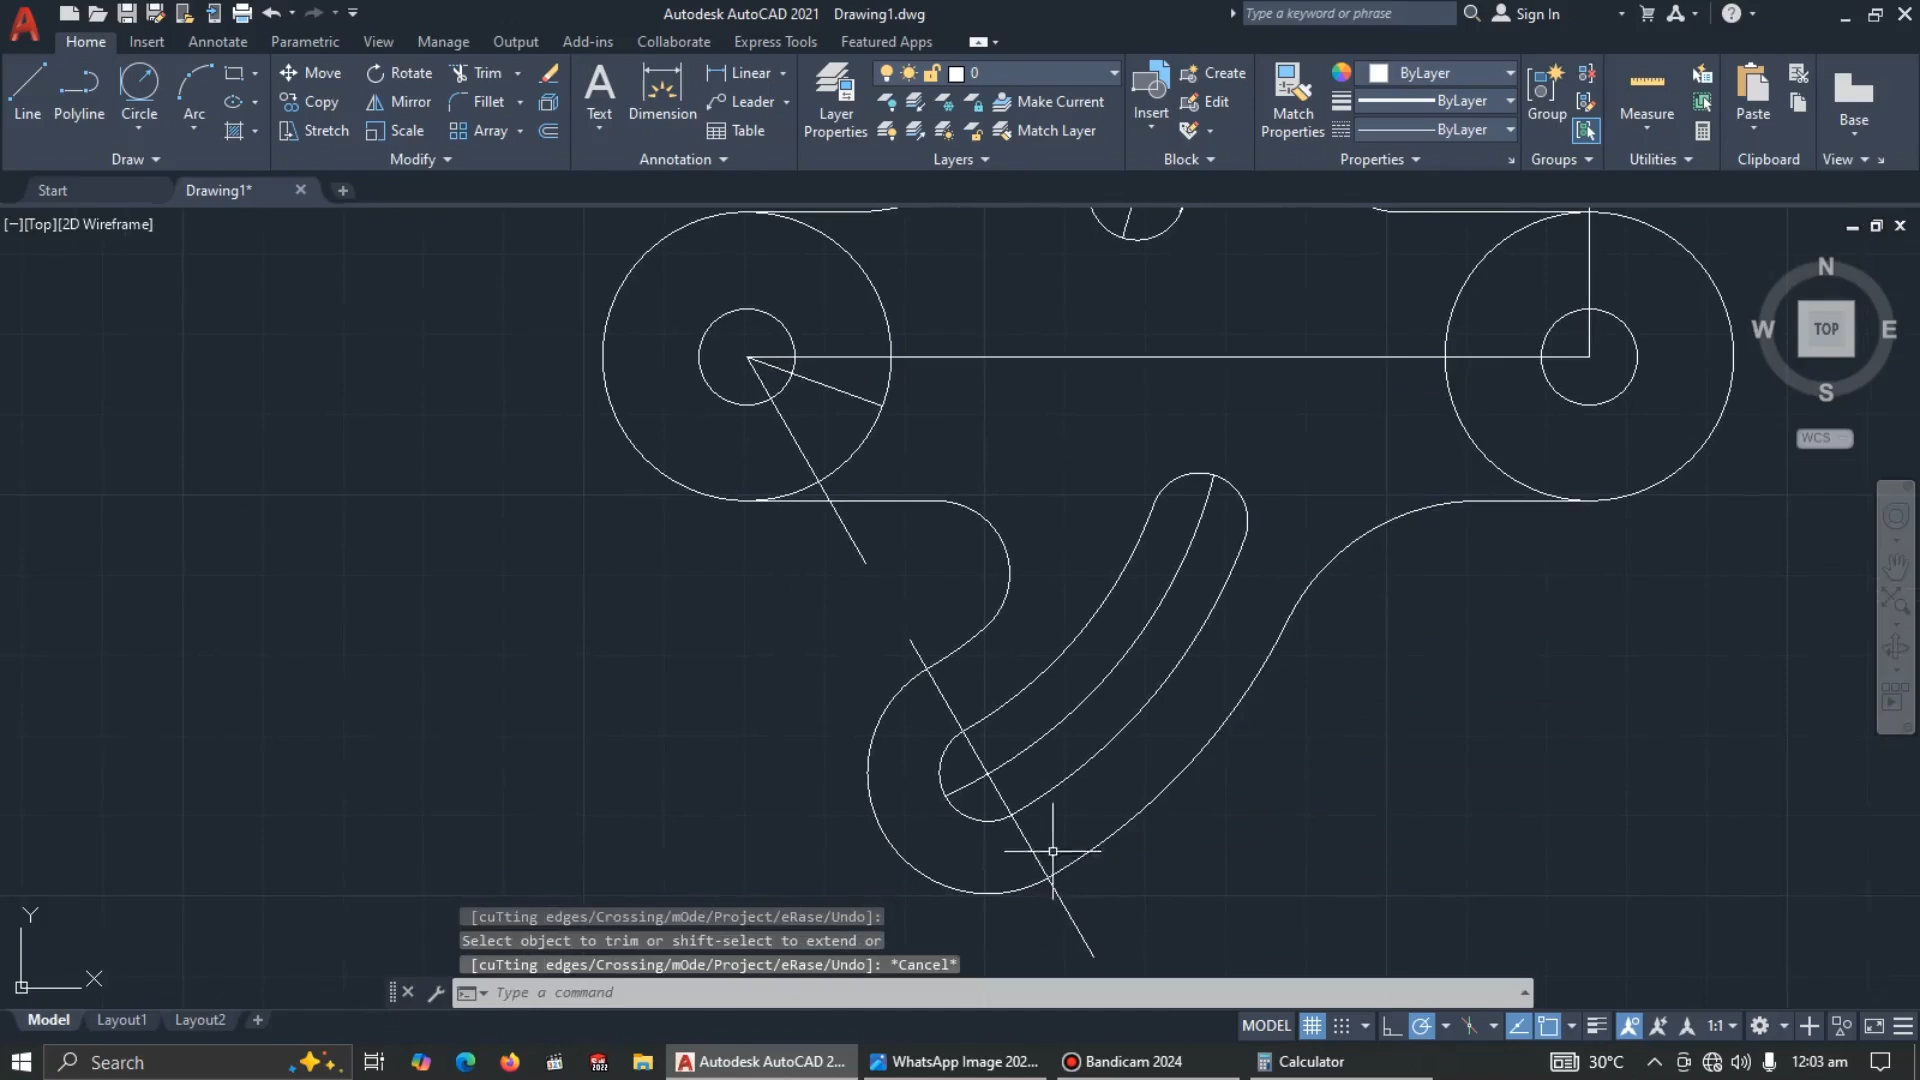 Autodesk AutoCAD 2021 Drawing1.dwg
Type a keyword or phrase
Sign In
Home Insert Annotate Parametric View Manage Output Add-ins Collaborate Express Tools Featured Apps
Line Polyline Circle Arc
Draw
Move Rotate Trim
Copy Mirror Fillet
Stretch Scale Array
Modify
Text Dimension
Linear
Leader
Table
Annotation
Layer Properties
0
Make Current
Match Layer
Layers
Insert
Create
Edit
Block
Match Properties
ByLayer
ByLayer
ByLayer
Properties
Group
Groups
Measure
Utilities
Paste
Clipboard
Base
View
Start Drawing1*
[−][Top][2D Wireframe]
N
W TOP E
S
WCS
Y
X
[cuTting edges/Crossing/mOde/Project/eRase/Undo]:
Select object to trim or shift-select to extend or
[cuTting edges/Crossing/mOde/Project/eRase/Undo]: *Cancel*
Type a command
Model Layout1 Layout2
MODEL 1:1
Search
2022
Autodesk AutoCAD 2...
WhatsApp Image 202...
Bandicam 2024
Calculator
30°C
12:03 am